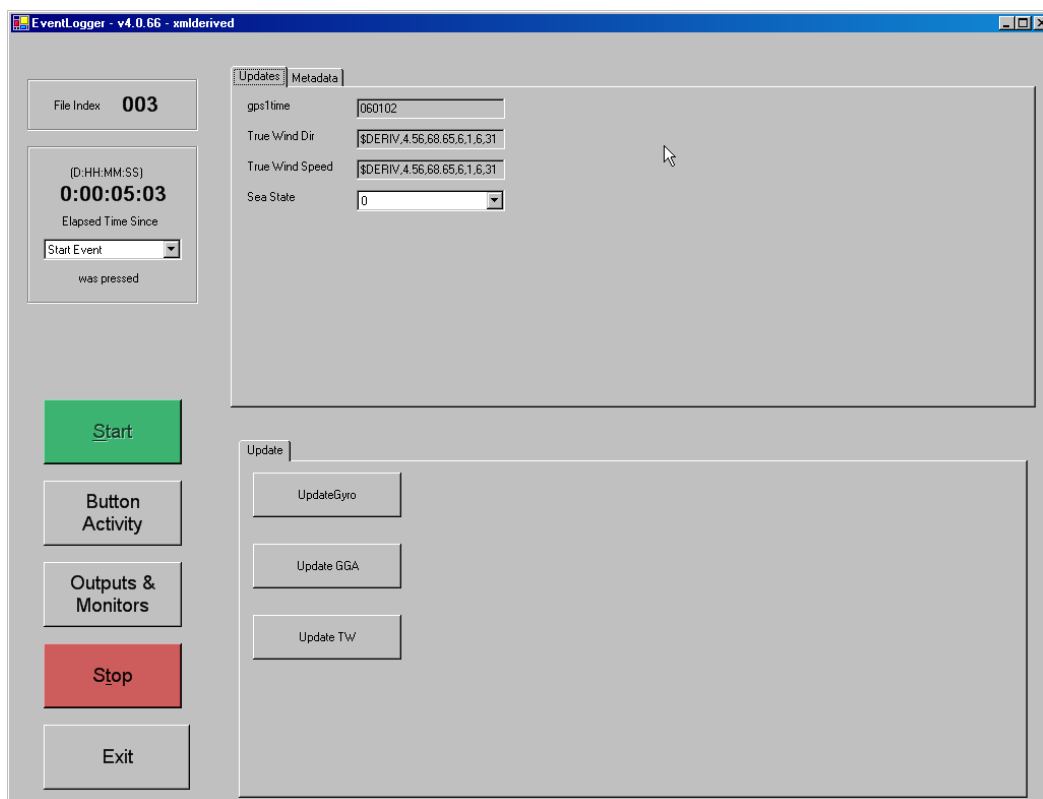 EventLogger - v4.0.66 - xmlderived
File Index 003
(D:HH:MM:SS)
0:00:05:03
Elapsed Time Since
Start Event
was pressed
Start
Button
Activity
Outputs &
Monitors
Stop
Exit
Updates Metadata
gps1time 060102
True Wind Dir $DERIV,4.56,68.65,6,1,6,31
True Wind Speed $DERIV,4.56,68.65,6,1,6,31
Sea State 0
Update
UpdateGyro
Update GGA
Update TW